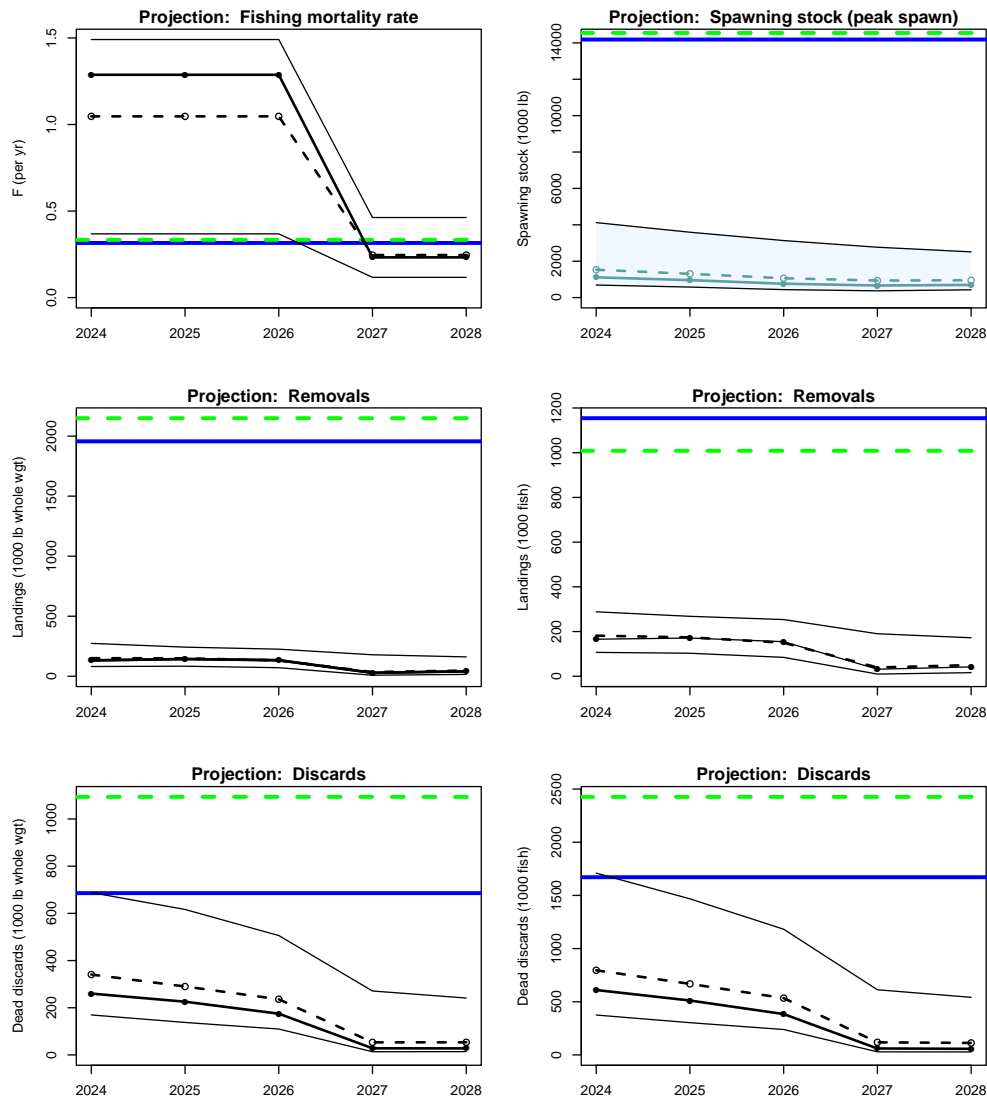 Projection: Fishing mortality rate
F (per yr)
1.5
1.0
0.5
0.0
2024 2025 2026 2027 2028
Projection: Spawning stock (peak spawn)
Spawning stock (1000 lb)
14000
10000
6000
2000
0
2024 2025 2026 2027 2028
Projection: Removals
Landings (1000 lb whole wgt)
2000
1500
1000
500
0
2024 2025 2026 2027 2028
Projection: Removals
Landings (1000 fish)
1200
1000
800
600
400
200
0
2024 2025 2026 2027 2028
Projection: Discards
Dead discards (1000 lb whole wgt)
1000
800
600
400
200
0
2024 2025 2026 2027 2028
Projection: Discards
Dead discards (1000 fish)
2500
2000
1500
1000
500
0
2024 2025 2026 2027 2028